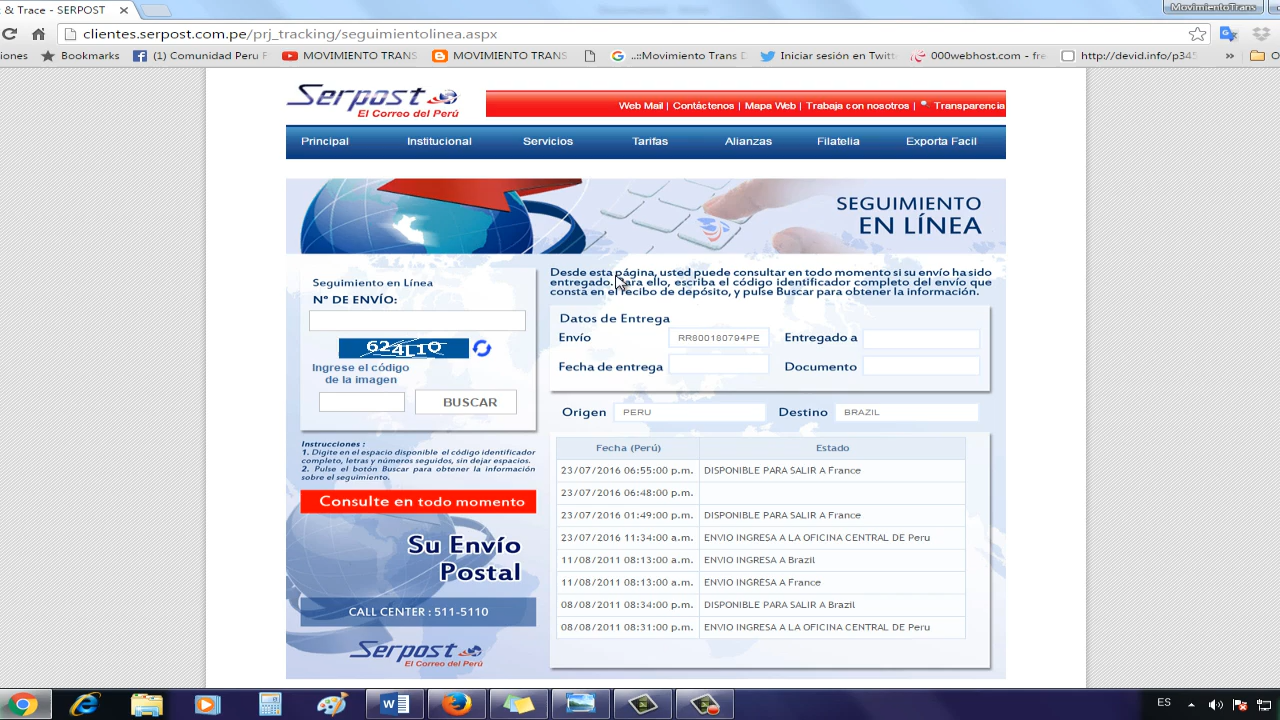 & Trace - SERPOST
MovimientoTrans
clientes.serpost.com.pe/prj_tracking/seguimientolinea.aspx
iones
Bookmarks
(1) Comunidad Peru F
MOVIMIENTO TRANS
MOVIMIENTO TRANS
..::Movimiento Trans
Iniciar sesión en Twitt
000webhost.com - fre
http://devid.info/p345
»
O
Serpost
El Correo del Perú
Web Mail | Contáctenos | Mapa Web | Trabaja con nosotros | Transparencia
Principal Institucional Servicios Tarifas Alianzas Filatelia Exporta Facil
SEGUIMIENTO
EN LÍNEA
Seguimiento en Línea
Nº DE ENVÍO:
624L1O
Ingrese el código
de la imagen
BUSCAR
Instrucciones :
1. Digite en el espacio disponible el código identificador
completo, letras y números seguidos, sin dejar espacios.
2. Pulse el botón Buscar para obtener la información
sobre el seguimiento.
Consulte en todo momento
Su Envío
Postal
CALL CENTER : 511-5110
Serpost
El Correo del Perú
Desde esta página, usted puede consultar en todo momento si su envío ha sido
entregado. Para ello, escriba el código identificador completo del envío que
consta en el recibo de depósito, y pulse Buscar para obtener la información.
Datos de Entrega
Envío RR800180794PE Entregado a
Fecha de entrega Documento
Origen PERU Destino BRAZIL
Fecha (Perú) Estado
23/07/2016 06:55:00 p.m. DISPONIBLE PARA SALIR A France
23/07/2016 06:48:00 p.m.
23/07/2016 01:49:00 p.m. DISPONIBLE PARA SALIR A France
23/07/2016 11:34:00 a.m. ENVIO INGRESA A LA OFICINA CENTRAL DE Peru
11/08/2011 08:13:00 a.m. ENVIO INGRESA A Brazil
11/08/2011 08:13:00 a.m. ENVIO INGRESA A France
08/08/2011 08:34:00 p.m. DISPONIBLE PARA SALIR A Brazil
08/08/2011 08:31:00 p.m. ENVIO INGRESA A LA OFICINA CENTRAL DE Peru
ES